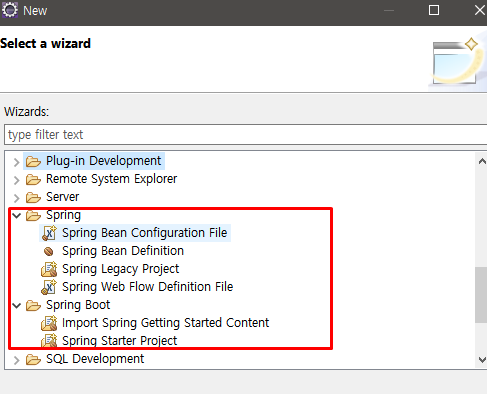 New
Select a wizard
Wizards:
type filter text
Plug-in Development
Remote System Explorer
Server
Spring
Spring Bean Configuration File
Spring Bean Definition
Spring Legacy Project
Spring Web Flow Definition File
Spring Boot
Import Spring Getting Started Content
Spring Starter Project
SQL Development